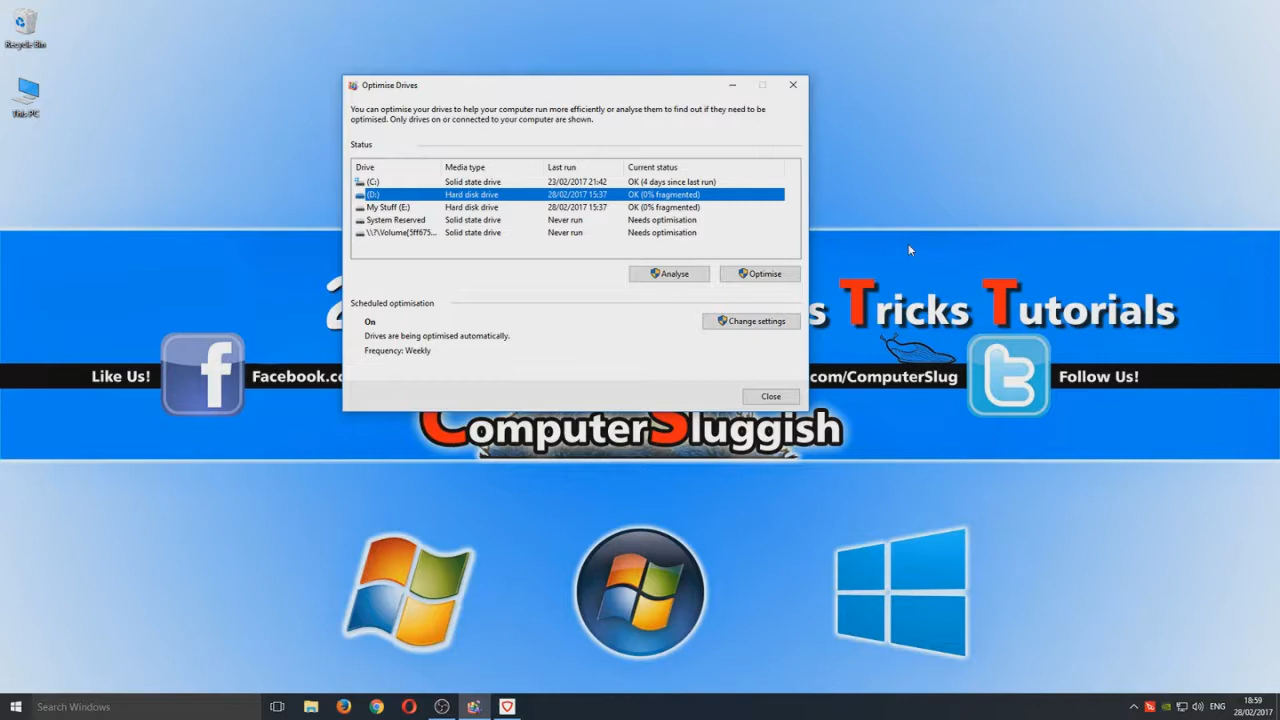 Recycle Bin
This PC
Optimise Drives
You can optimise your drives to help your computer run more efficiently or analyse them to find out if they need to be
optimised. Only drives on or connected to your computer are shown.
Status
Drive Media type Last run Current status
(C:) Solid state drive 23/02/2017 21:42 OK (4 days since last run)
(D:) Hard disk drive 28/02/2017 15:37 OK (0% fragmented)
My Stuff (E:) Hard disk drive 28/02/2017 15:37 OK (0% fragmented)
System Reserved Solid state drive Never run Needs optimisation
\\?\Volume{5ff675... Solid state drive Never run Needs optimisation
Analyse Optimise
Scheduled optimisation
On
Change settings
Drives are being optimised automatically.
Frequency: Weekly
Close
s Tricks Tutorials
Like Us! Facebook.co .com/ComputerSlug Follow Us!
ComputerSluggish
Search Windows
ENG
18:59
28/02/2017